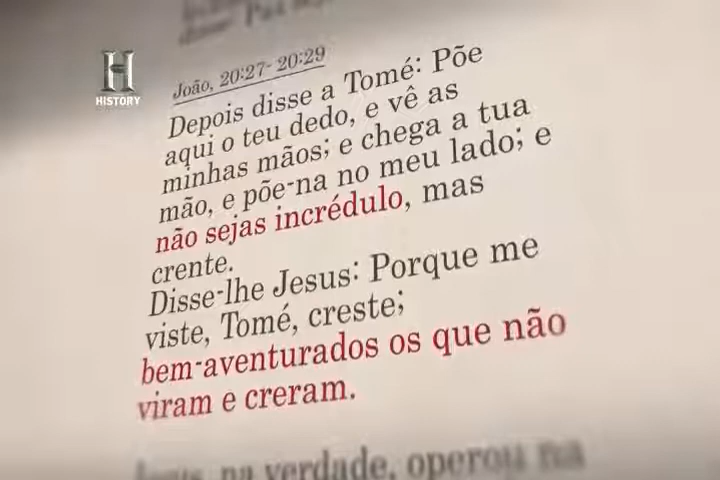 H
HISTORY
João, 20:27- 20:29
Depois disse a Tomé: Põe
aqui o teu dedo, e vê as
minhas mãos; e chega a tua
mão, e põe-na no meu lado; e
não sejas incrédulo, mas
crente.
Disse-lhe Jesus: Porque me
viste, Tomé, creste;
bem-aventurados os que não
viram e creram.
Jesus, na verdade, operou na